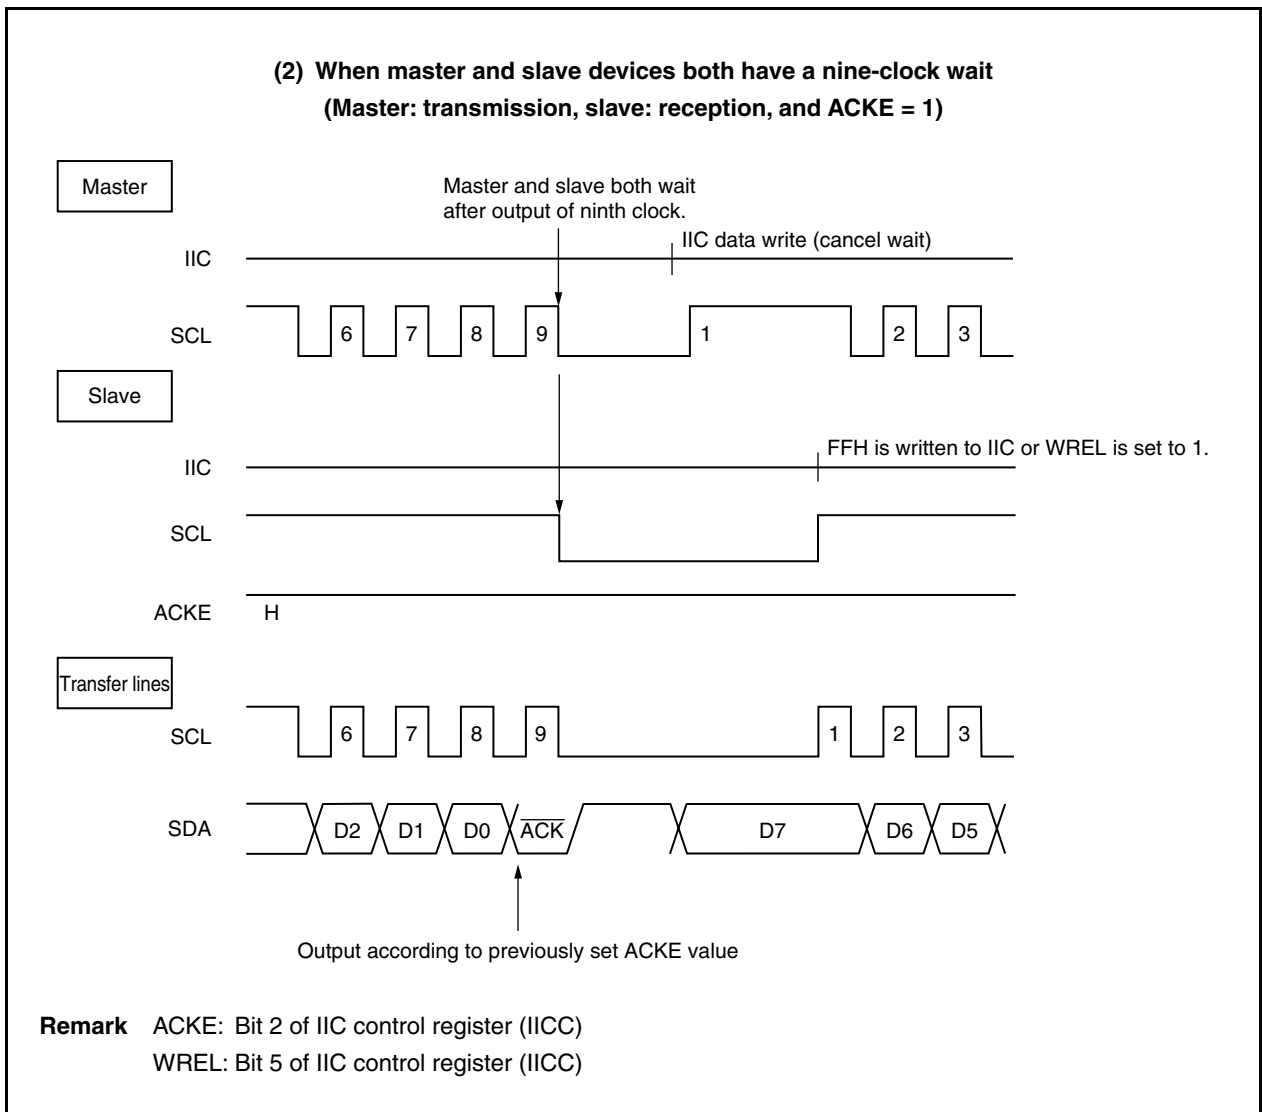 (2) When master and slave devices both have a nine-clock wait
(Master: transmission, slave: reception, and ACKE = 1)
Master
Master and slave both wait
after output of ninth clock.
IIC data write (cancel wait)
IIC
SCL
6 7 8 9 1 2 3
Slave
FFH is written to IIC or WREL is set to 1.
IIC
SCL
ACKE H
Transfer lines
SCL
6 7 8 9 1 2 3
SDA
D2 D1 D0 A̅C̅K̅ D7 D6 D5
Output according to previously set ACKE value
Remark ACKE: Bit 2 of IIC control register (IICC)
WREL: Bit 5 of IIC control register (IICC)